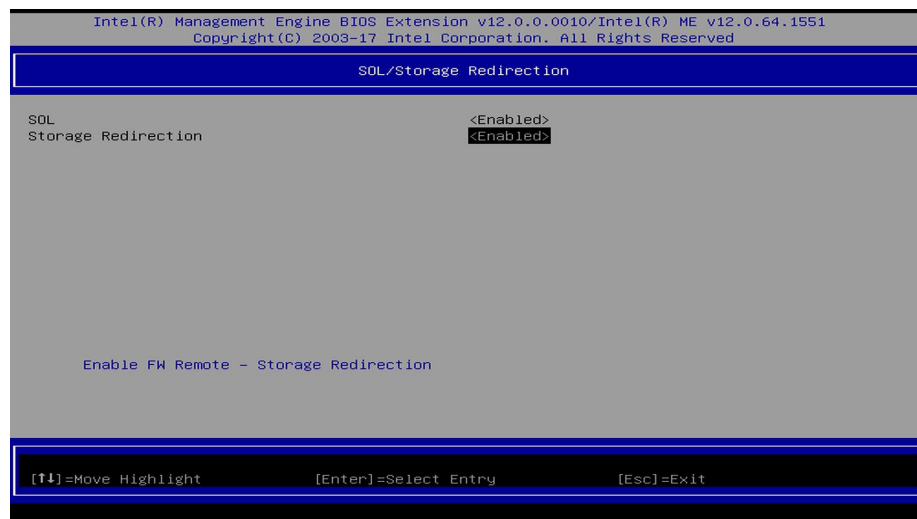 Intel(R) Management Engine BIOS Extension v12.0.0.0010/Intel(R) ME v12.0.64.1551
Copyright(C) 2003-17 Intel Corporation. All Rights Reserved
SOL/Storage Redirection
SOL <Enabled>
Storage Redirection <Enabled>
Enable FW Remote - Storage Redirection
[↑↓]=Move Highlight [Enter]=Select Entry [Esc]=Exit